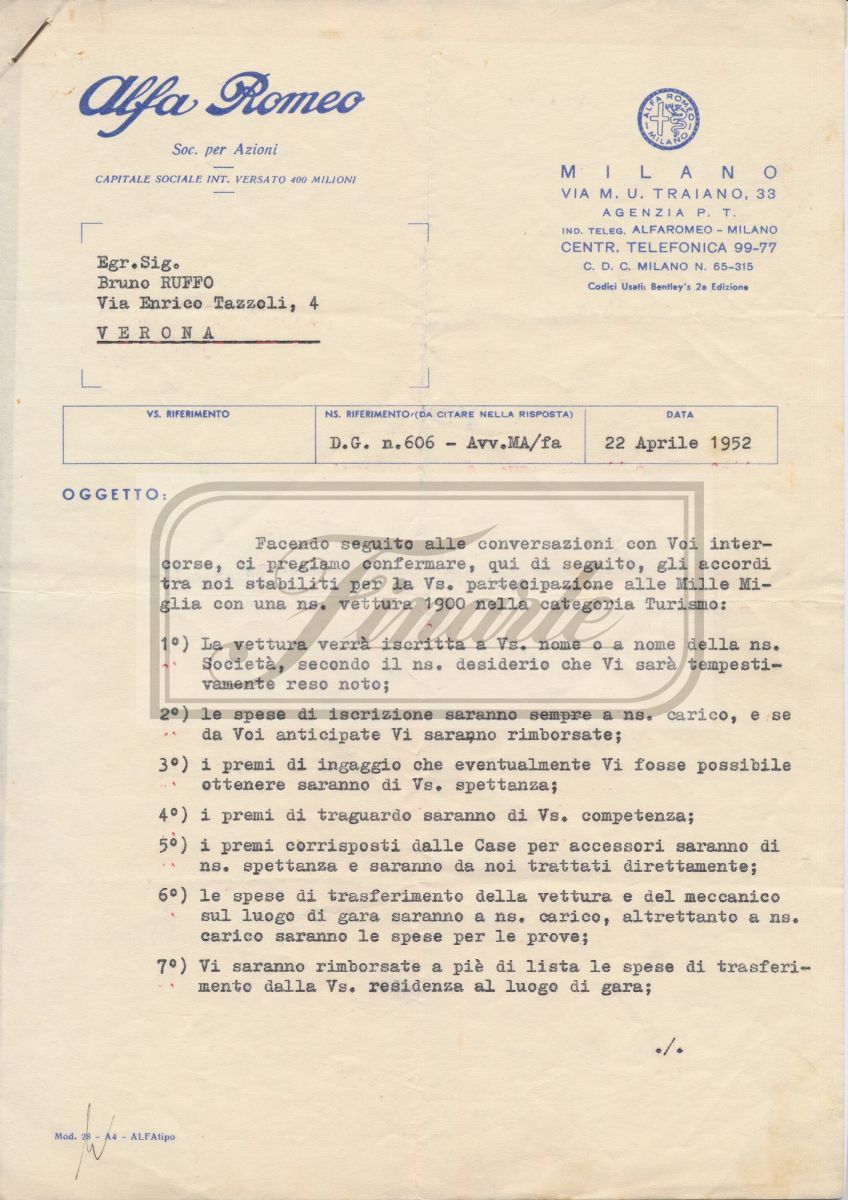 Alfa Romeo
Soc. per Azioni
CAPITALE SOCIALE INT. VERSATO 400 MILIONI
ALFA ROMEO
MILANO
MILANO
VIA M. U. TRAIANO, 33
AGENZIA P. T.
IND. TELEG. ALFAROMEO - MILANO
CENTR. TELEFONICA 99-77
C. D. C. MILANO N. 65-315
Codici Usati: Bentley's 2a Edizione
Egr.Sig.
Bruno RUFFO
Via Enrico Tazzoli, 4
VERONA
VS. RIFERIMENTO
NS. RIFERIMENTO (DA CITARE NELLA RISPOSTA)
DATA
D.G. n.606 - Avv.MA/fa
22 Aprile 1952
OGGETTO:
Facendo seguito alle conversazioni con Voi inter-
corse, ci pregiamo confermare, qui di seguito, gli accordi
tra noi stabiliti per la Vs. partecipazione alle Mille Mi-
glia con una ns. vettura 1900 nella categoria Turismo:
1°) La vettura verrà iscritta a Vs. nome o a nome della ns.
Società, secondo il ns. desiderio che Vi sarà tempesti-
vamente reso noto;
2°) le spese di iscrizione saranno sempre a ns. carico, e se
da Voi anticipate Vi saranno rimborsate;
3°) i premi di ingaggio che eventualmente Vi fosse possibile
ottenere saranno di Vs. spettanza;
4°) i premi di traguardo saranno di Vs. competenza;
5°) i premi corrisposti dalle Case per accessori saranno di
ns. spettanza e saranno da noi trattati direttamente;
6°) le spese di trasferimento della vettura e del meccanico
sul luogo di gara saranno a ns. carico, altrettanto a ns.
carico saranno le spese per le prove;
7°) Vi saranno rimborsate a piè di lista le spese di trasferi-
mento dalla Vs. residenza al luogo di gara;
./.
Mod. 28 - A4 - ALFAtipo
Finarte